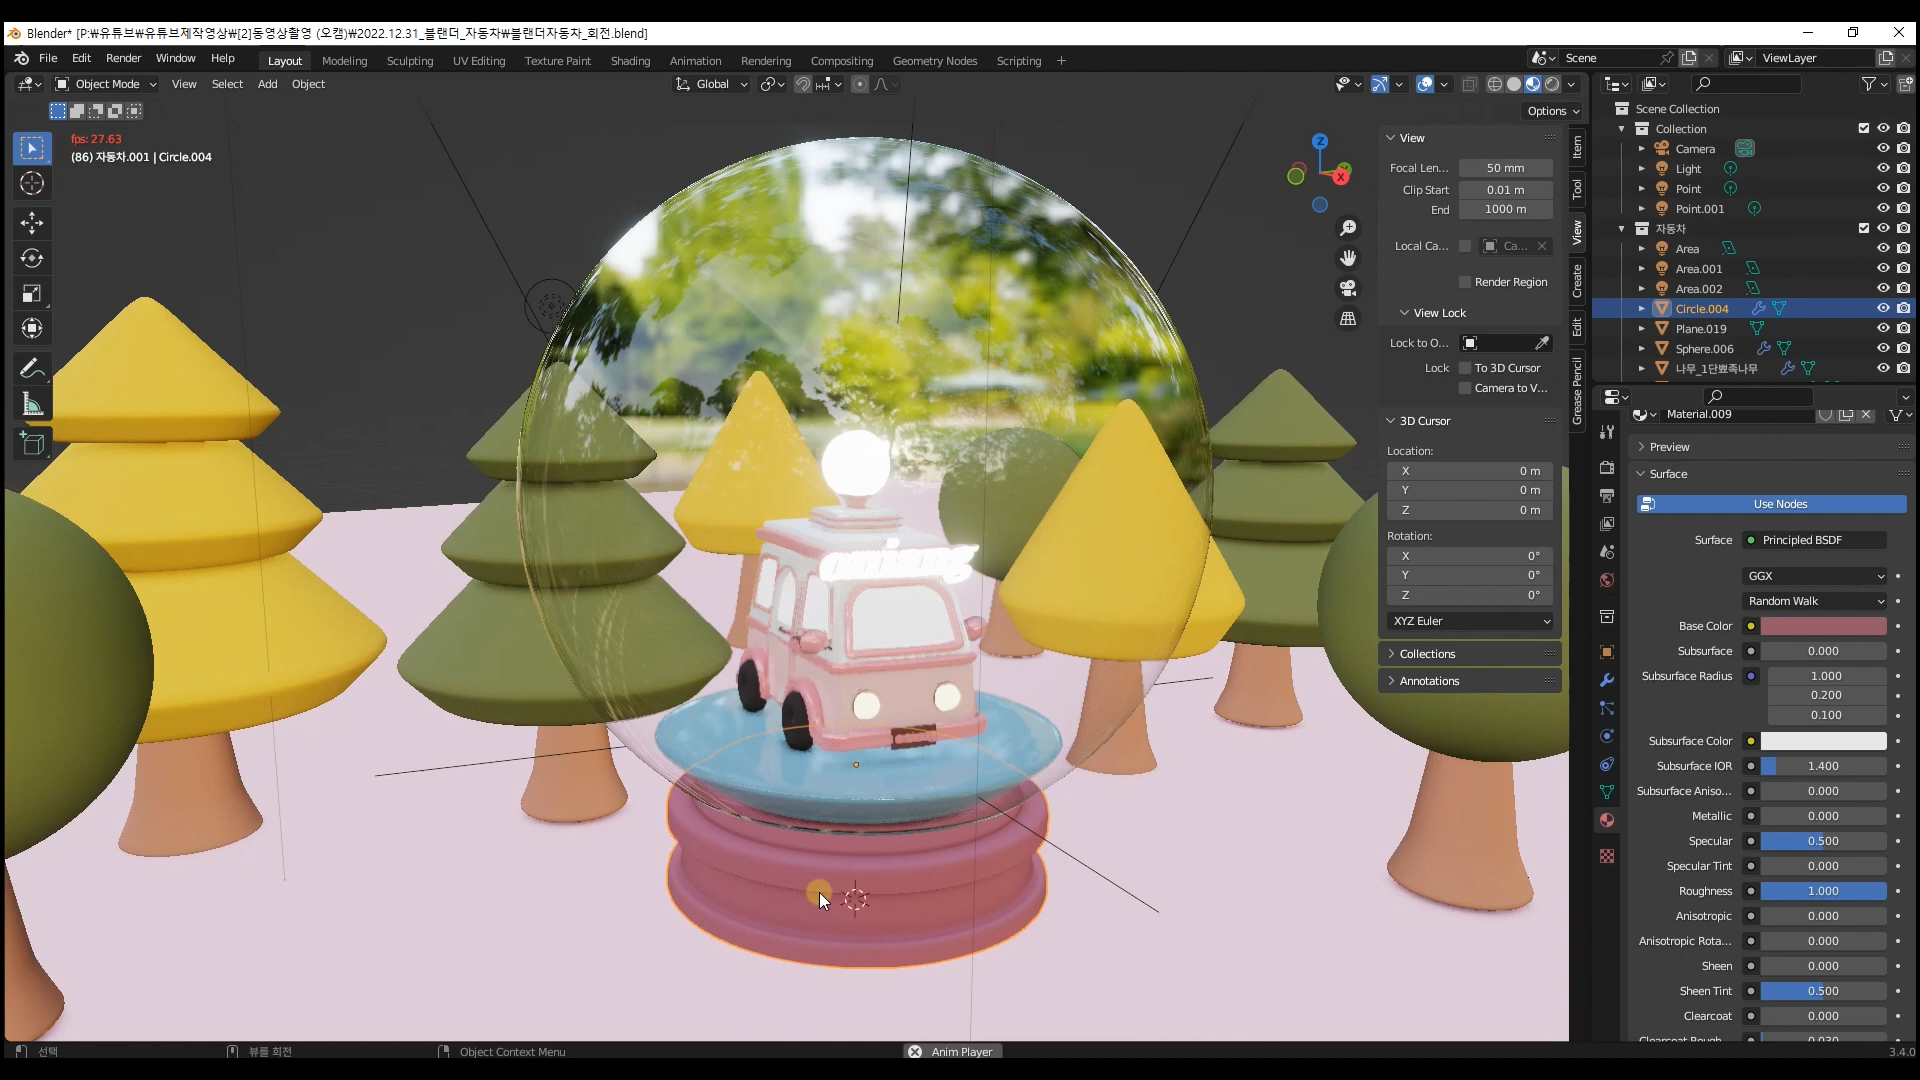 Blender* [P:₩유튜브₩유튜브제작영상₩[2]동영상촬영 (오캠)₩2022.12.31_블랜더_자동차₩블랜더자동차_회전.blend]
File Edit Render Window Help Layout Modeling Sculpting UV Editing Texture Paint Shading Animation Rendering Compositing Geometry Nodes Scripting + Scene ViewLayer
Object Mode View Select Add Object Global
Options
fps: 27.63
(86) 자동차.001 | Circle.004
Z
X
View
Focal Len... 50 mm
Clip Start 0.01 m
End 1000 m
Local Ca... Ca...
Render Region
View Lock
Lock to O...
Lock To 3D Cursor
Camera to V...
3D Cursor
Location:
X 0 m
Y 0 m
Z 0 m
Rotation:
X 0°
Y 0°
Z 0°
XYZ Euler
Collections
Annotations
Item
Tool
View
Create
Edit
Grease Pencil
Scene Collection
Collection
Camera
Light
Point
Point.001
자동차
Area
Area.001
Area.002
Circle.004
Plane.019
Sphere.006
나무_1단뾰족나무
Material.009
Preview
Surface
Use Nodes
Surface Principled BSDF
GGX
Random Walk
Base Color
Subsurface 0.000
Subsurface Radius 1.000
0.200
0.100
Subsurface Color
Subsurface IOR 1.400
Subsurface Aniso... 0.000
Metallic 0.000
Specular 0.500
Specular Tint 0.000
Roughness 1.000
Anisotropic 0.000
Anisotropic Rota... 0.000
Sheen 0.000
Sheen Tint 0.500
Clearcoat 0.000
Clearcoat Rough... 0.030
선택 뷰를 회전 Object Context Menu Anim Player 3.4.0